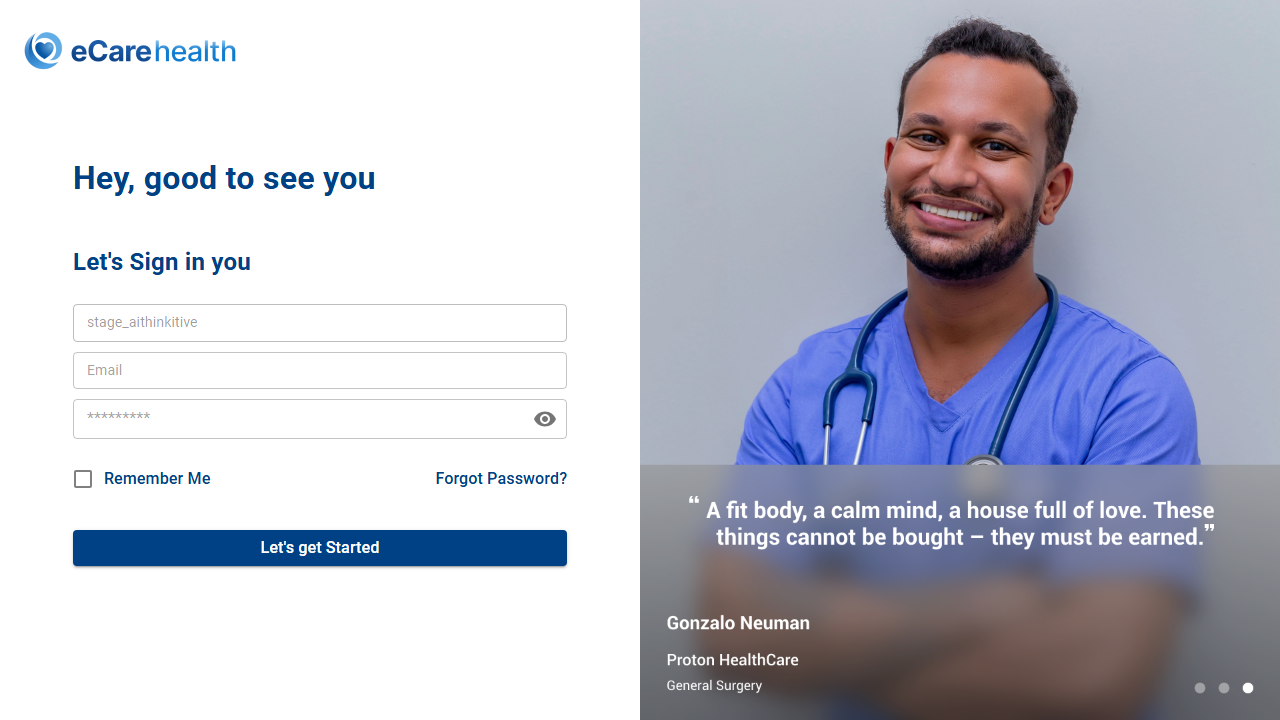 eCarehealth
Hey, good to see you
Let's Sign in you
stage_aithinkitive
Email
*********
Remember Me
Forgot Password?
Let's get Started
❝ A fit body, a calm mind, a house full of love. These
things cannot be bought – they must be earned.❞
Gonzalo Neuman
Proton HealthCare
General Surgery